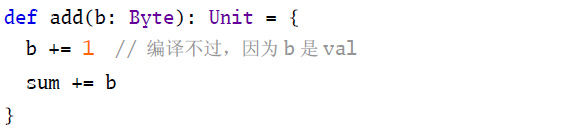 def add(b: Byte): Unit = {
  b += 1  // 编译不过，因为 b 是 val
  sum += b
}